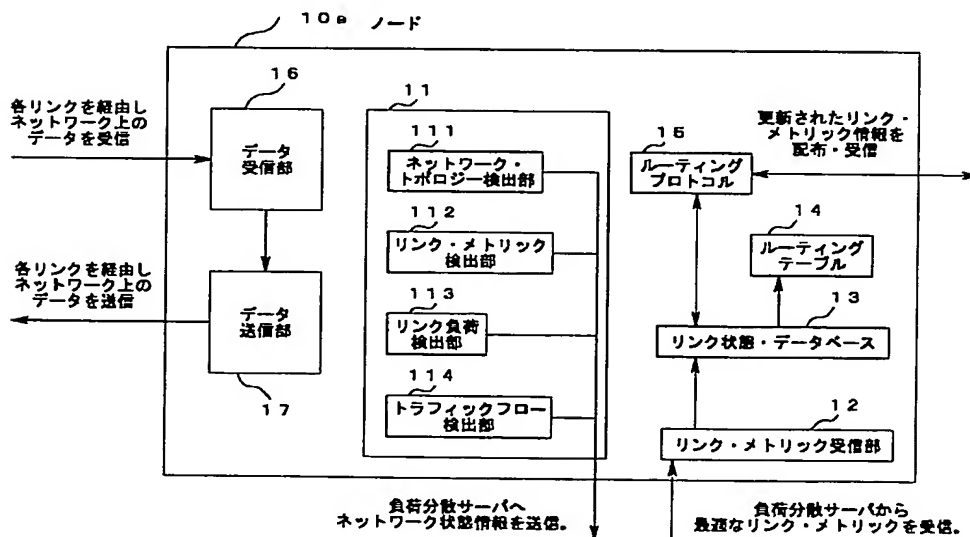 10a ノード
各リンクを経由し
ネットワーク上の
データを受信
16
データ
受信部
各リンクを経由し
ネットワーク上の
データを送信
データ
送信部
17
11
111
ネットワーク・
トポロジー検出部
112
リンク・メトリック
検出部
113
リンク負荷
検出部
114
トラフィックフロー
検出部
更新されたリンク・
メトリック情報を
配布・受信
15
ルーティング
プロトコル
14
ルーティング
テーブル
13
リンク状態・データベース
12
リンク・メトリック受信部
負荷分散サーバへ
ネットワーク状態情報を送信。
負荷分散サーバから
最適なリンク・メトリックを受信。